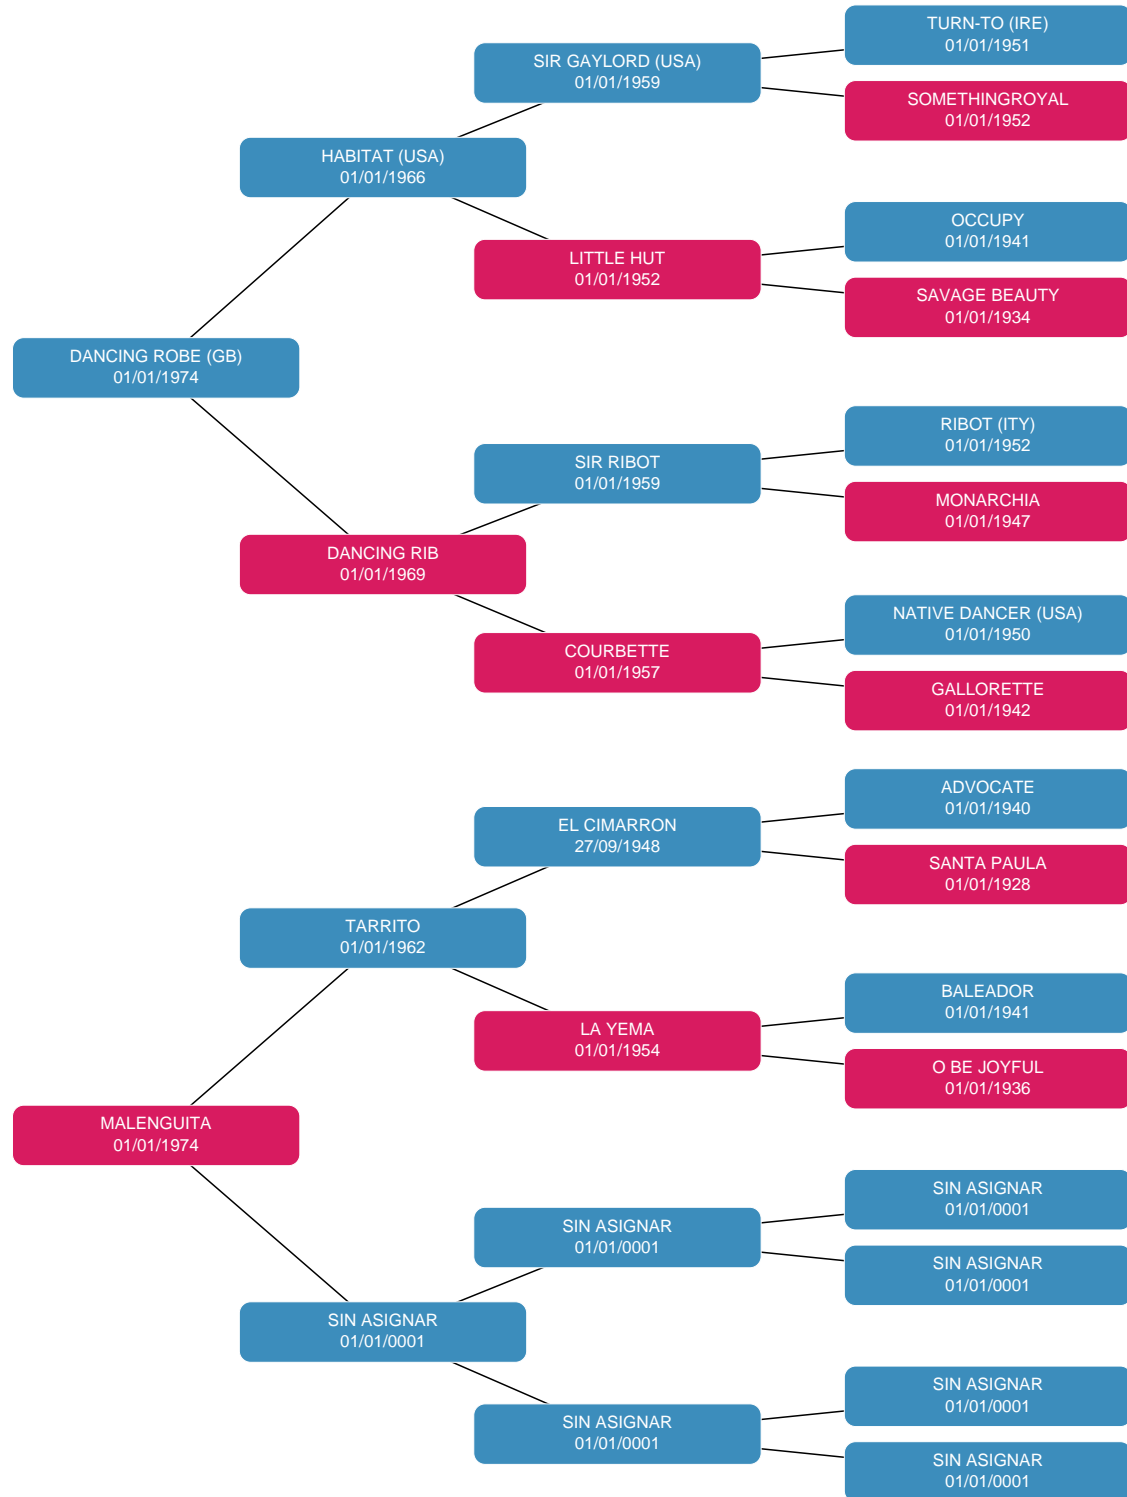 TURN-TO (IRE)
01/01/1951
SIR GAYLORD (USA)
01/01/1959
SOMETHINGROYAL
01/01/1952
HABITAT (USA)
01/01/1966
OCCUPY
01/01/1941
LITTLE HUT
01/01/1952
SAVAGE BEAUTY
01/01/1934
DANCING ROBE (GB)
01/01/1974
RIBOT (ITY)
01/01/1952
SIR RIBOT
01/01/1959
MONARCHIA
01/01/1947
DANCING RIB
01/01/1969
NATIVE DANCER (USA)
01/01/1950
COURBETTE
01/01/1957
GALLORETTE
01/01/1942
ADVOCATE
01/01/1940
EL CIMARRON
27/09/1948
SANTA PAULA
01/01/1928
TARRITO
01/01/1962
BALEADOR
01/01/1941
LA YEMA
01/01/1954
O BE JOYFUL
01/01/1936
MALENGUITA
01/01/1974
SIN ASIGNAR
01/01/0001
SIN ASIGNAR
01/01/0001
SIN ASIGNAR
01/01/0001
SIN ASIGNAR
01/01/0001
SIN ASIGNAR
01/01/0001
SIN ASIGNAR
01/01/0001
SIN ASIGNAR
01/01/0001